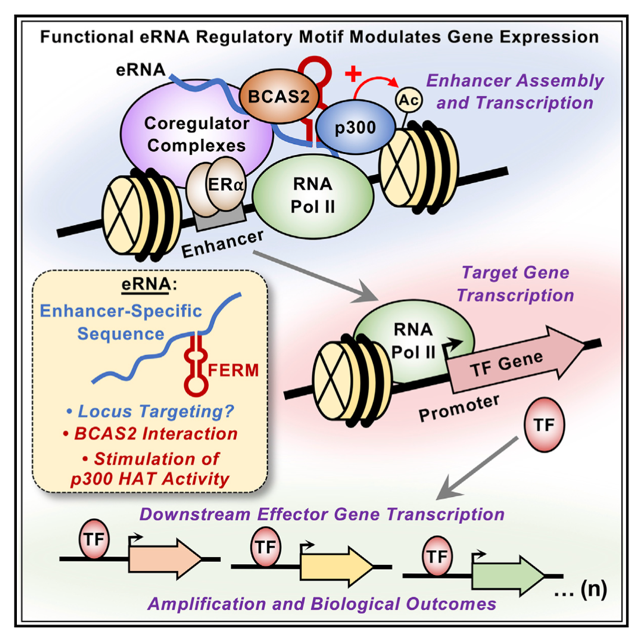 Functional eRNA Regulatory Motif Modulates Gene Expression
eRNA
BCAS2
+
Ac
Enhancer Assembly
and Transcription
Coregulator
Complexes
p300
ERα
RNA
Pol II
Enhancer
eRNA:
Enhancer-Specific
Sequence
FERM
• Locus Targeting?
• BCAS2 Interaction
• Stimulation of
p300 HAT Activity
Target Gene
Transcription
RNA
Pol II
TF Gene
Promoter
TF
Downstream Effector Gene Transcription
TF
TF
TF
... (n)
Amplification and Biological Outcomes